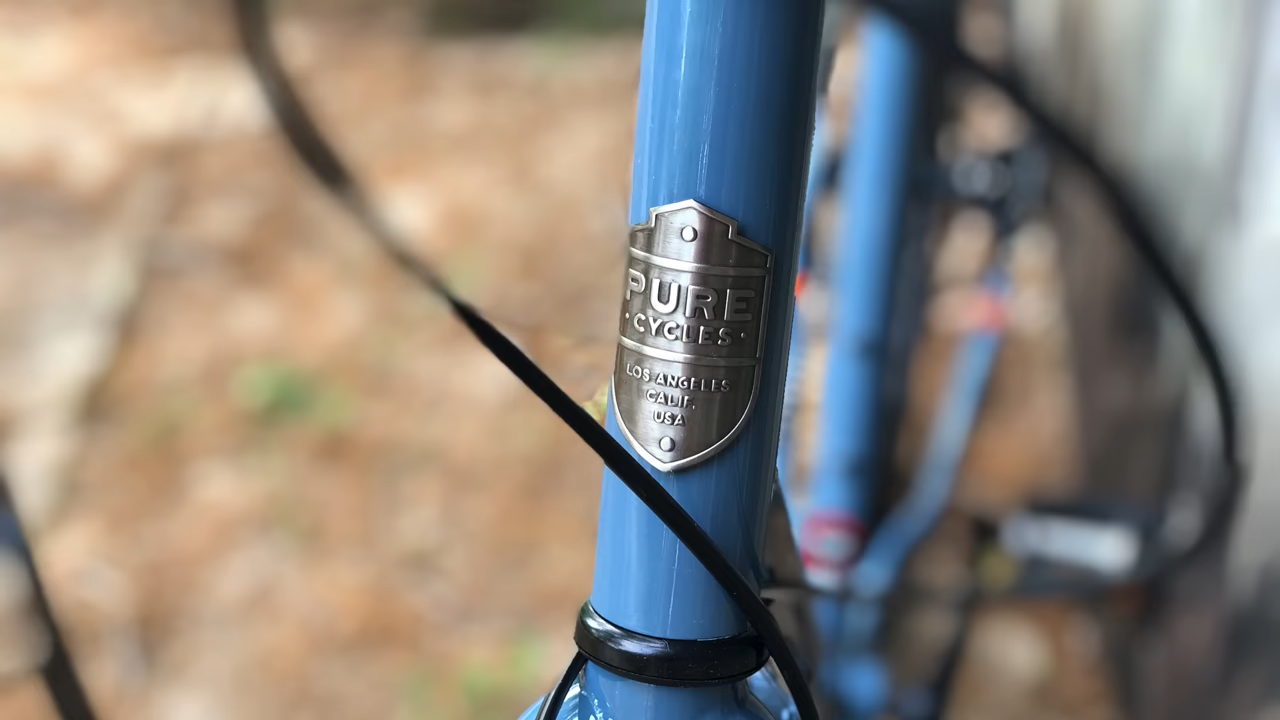 PURE
· CYCLES ·
LOS ANGELES
CALIF.
USA